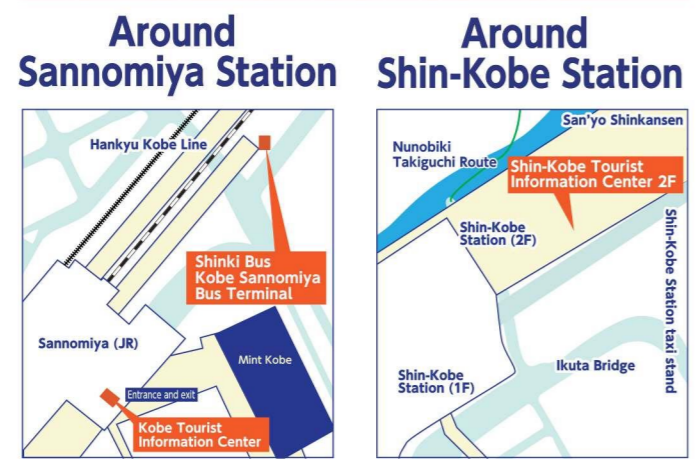 Around
Sannomiya Station
Hankyu Kobe Line
Shinki Bus
Kobe Sannomiya
Bus Terminal
Sannomiya (JR)
Mint Kobe
Entrance and exit
Kobe Tourist
Information Center
Around
Shin-Kobe Station
San'yo Shinkansen
Nunobiki
Takiguchi Route
Shin-Kobe Tourist
Information Center 2F
Shin-Kobe
Station (2F)
Shin-Kobe Station taxi stand
Ikuta Bridge
Shin-Kobe
Station (1F)